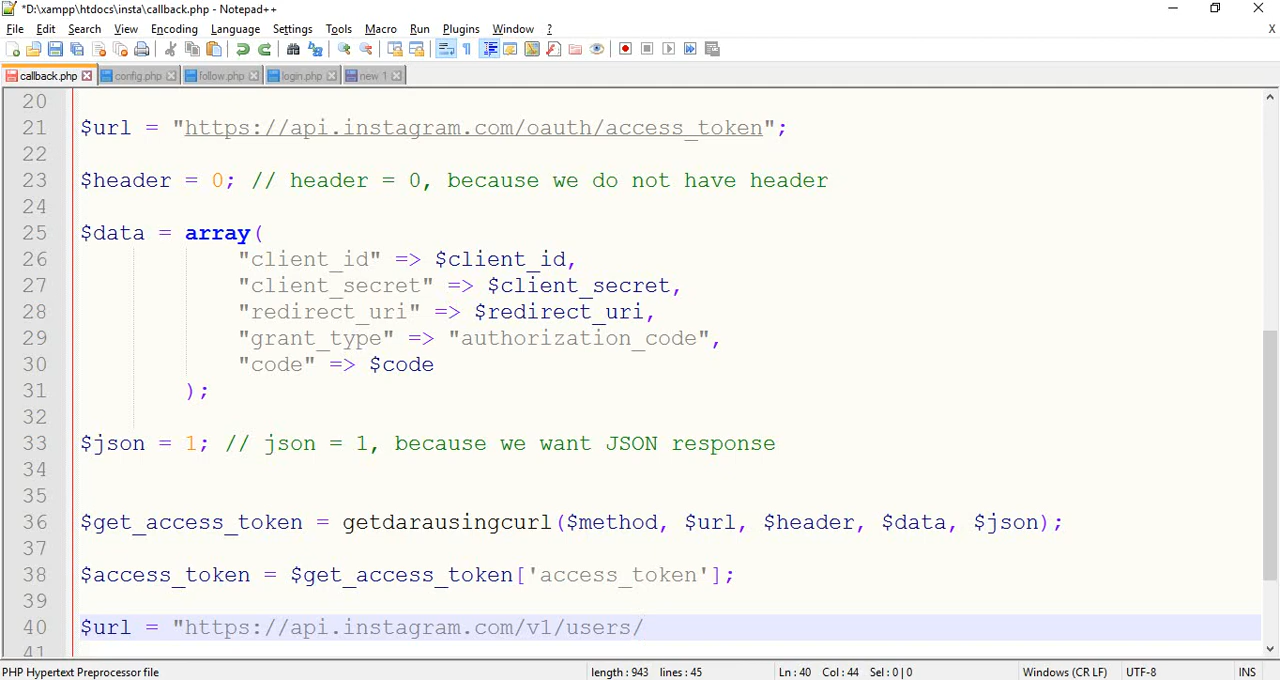 *D:\xampp\htdocs\insta\callback.php - Notepad++
File Edit Search View Encoding Language Settings Tools Macro Run Plugins Window ? X
callback.php config.php follow.php login.php new 1
20
21 $url = "https://api.instagram.com/oauth/access_token";
22
23 $header = 0; // header = 0, because we do not have header
24
25 $data = array(
26 "client_id" => $client_id,
27 "client_secret" => $client_secret,
28 "redirect_uri" => $redirect_uri,
29 "grant_type" => "authorization_code",
30 "code" => $code
31 );
32
33 $json = 1; // json = 1, because we want JSON response
34
35
36 $get_access_token = getdarausingcurl($method, $url, $header, $data, $json);
37
38 $access_token = $get_access_token['access_token'];
39
40 $url = "https://api.instagram.com/v1/users/
41
PHP Hypertext Preprocessor file length : 943 lines : 45 Ln : 40 Col : 44 Sel : 0 | 0 Windows (CR LF) UTF-8 INS